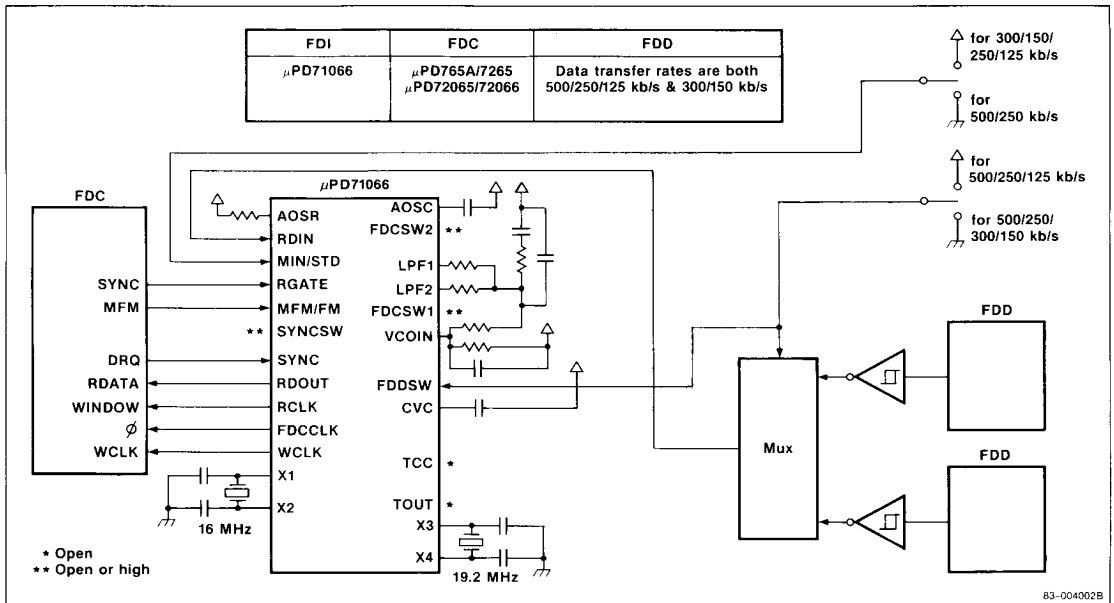 FDI
FDC
FDD
μPD71066
μPD765A/7265
μPD72065/72066
Data transfer rates are both
500/250/125 kb/s & 300/150 kb/s
for 300/150/
250/125 kb/s
for
500/250 kb/s
for
500/250/125 kb/s
for 500/250/
300/150 kb/s
FDC
SYNC
MFM
DRQ
RDATA
WINDOW
ø
WCLK
μPD71066
AOSR
RDIN
MIN/STD
RGATE
MFM/FM
** SYNCSW
SYNC
RDOUT
RCLK
FDCCLK
WCLK
X1
X2
16 MHz
AOSC
FDCSW2 **
LPF1
LPF2
FDCSW1 **
VCOIN
FDDSW
CVC
TCC *
TOUT *
X3
X4
19.2 MHz
Mux
FDD
FDD
* Open
** Open or high
83-004002B